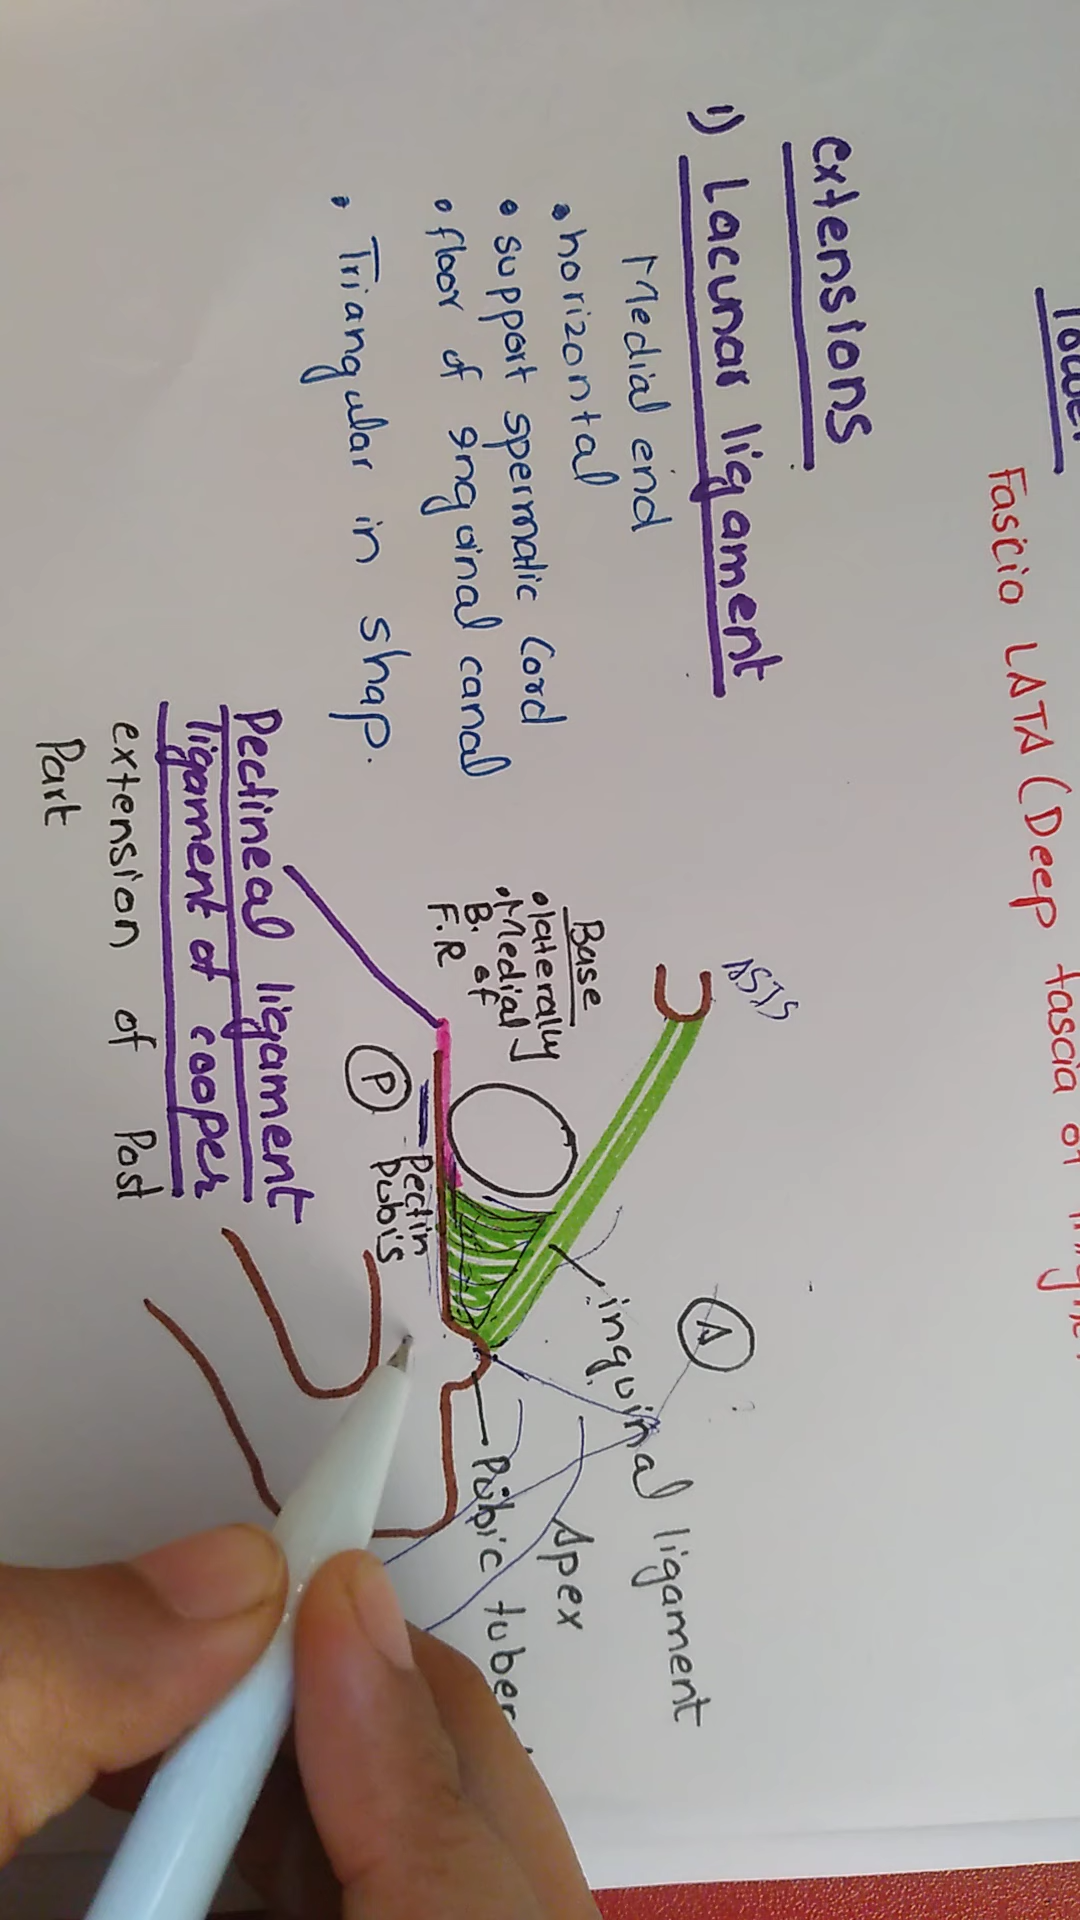 Fascio LATA (Deep fascia of
extensions
1) Lacunar ligament
Medial end
• horizontal
• support spermatic Cord
• floor of Inguinal canal
• Triangular in shap.
ASIS
Base
• laterally
• Medial
B. of
F.R
A
inguinal ligament
Apex
Pubic tuber
P
Pectin
pubis
Pectineal ligament
ligament of cooper
extension of Post
Part